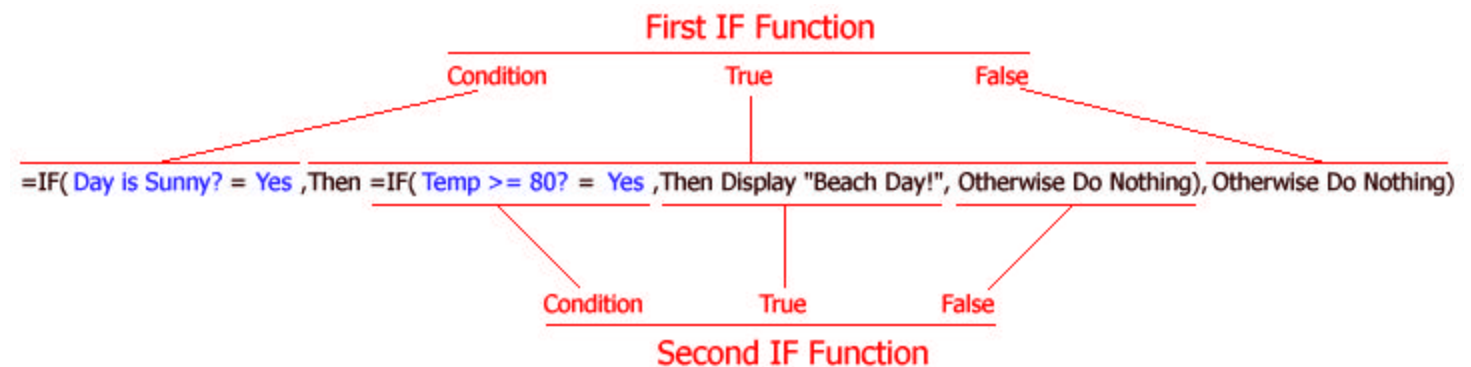 First IF Function
Condition True False
=IF( Day is Sunny? = Yes ,Then =IF( Temp >= 80? = Yes ,Then Display "Beach Day!", Otherwise Do Nothing), Otherwise Do Nothing)
Condition True False
Second IF Function